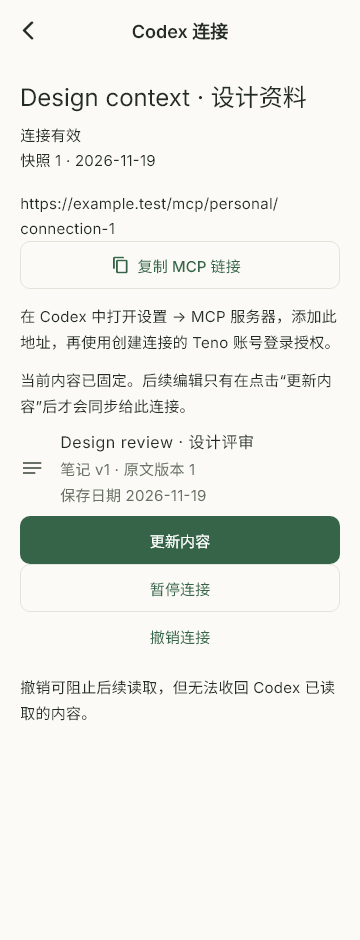 Codex 连接
Design context · 设计资料
连接有效
快照 1 · 2026-11-19
https://example.test/mcp/personal/
connection-1
复制 MCP 链接
在 Codex 中打开设置 → MCP 服务器，添加此
地址，再使用创建连接的 Teno 账号登录授权。
当前内容已固定。后续编辑只有在点击“更新内
容”后才会同步给此连接。
Design review · 设计评审
笔记 v1 · 原文版本 1
保存日期 2026-11-19
更新内容
暂停连接
撤销连接
撤销可阻止后续读取，但无法收回 Codex 已读
取的内容。